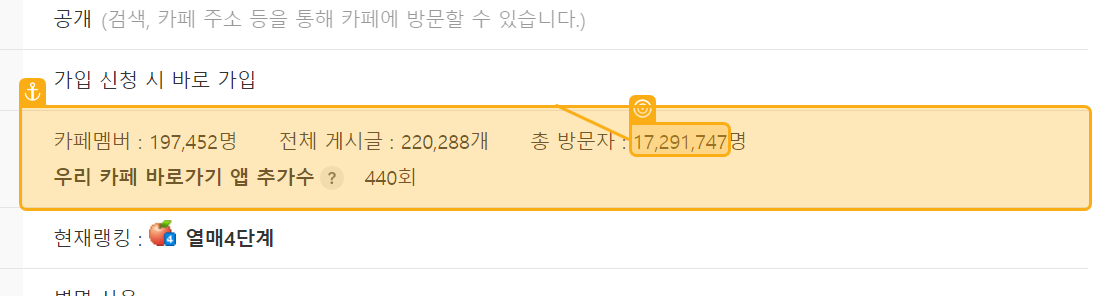 공개 (검색, 카페 주소 등을 통해 카페에 방문할 수 있습니다.)
가입 신청 시 바로 가입
카페멤버 : 197,452명 전체 게시글 : 220,288개 총 방문자 : 17,291,747명
우리 카페 바로가기 앱 추가수 ? 440회
현재랭킹 : 4 열매4단계